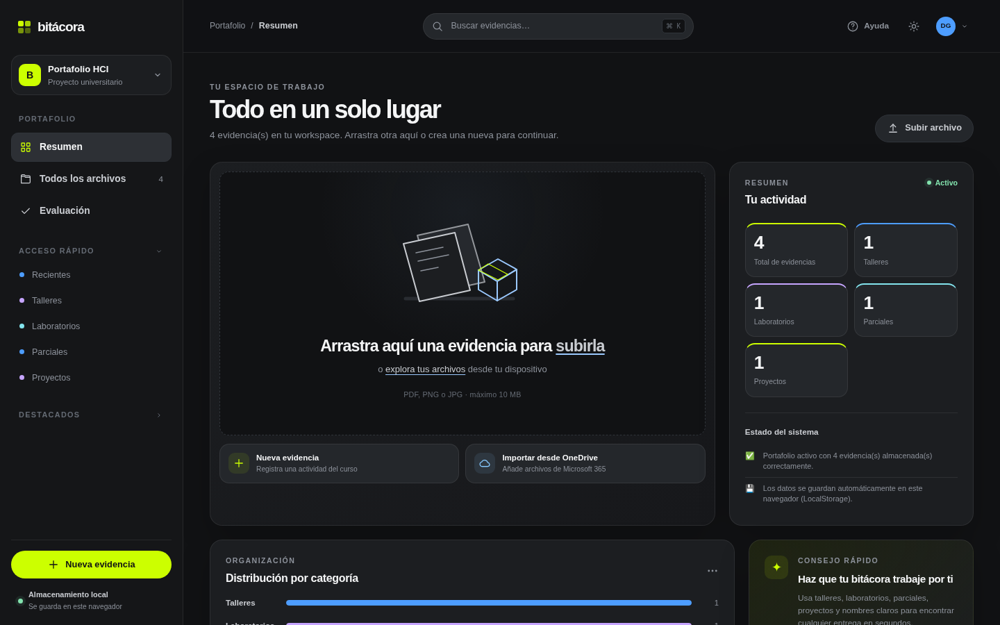 bitácora
B
Portafolio HCI
Proyecto universitario
PORTAFOLIO
Resumen
Todos los archivos 4
Evaluación
ACCESO RÁPIDO
Recientes
Talleres
Laboratorios
Parciales
Proyectos
DESTACADOS
Nueva evidencia
Almacenamiento local
Se guarda en este navegador
Portafolio / Resumen
Buscar evidencias…
⌘ K
Ayuda
DG
TU ESPACIO DE TRABAJO
Todo en un solo lugar
4 evidencia(s) en tu workspace. Arrastra otra aquí o crea una nueva para continuar.
Subir archivo
Arrastra aquí una evidencia para subirla
o explora tus archivos desde tu dispositivo
PDF, PNG o JPG · máximo 10 MB
Nueva evidencia
Registra una actividad del curso
Importar desde OneDrive
Añade archivos de Microsoft 365
RESUMEN
Activo
Tu actividad
4
Total de evidencias
1
Talleres
1
Laboratorios
1
Parciales
1
Proyectos
Estado del sistema
Portafolio activo con 4 evidencia(s) almacenada(s)
correctamente.
Los datos se guardan automáticamente en este
navegador (LocalStorage).
ORGANIZACIÓN
Distribución por categoría
Talleres 1
Laboratorios 1
CONSEJO RÁPIDO
Haz que tu bitácora trabaje por ti
Usa talleres, laboratorios, parciales,
proyectos y nombres claros para encontrar
cualquier entrega en segundos.